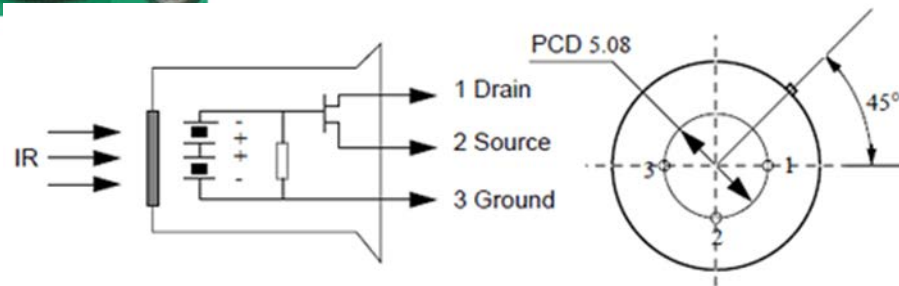 IR
-
+
+
-
1 Drain
2 Source
3 Ground
PCD 5.08
45°
3
1
2